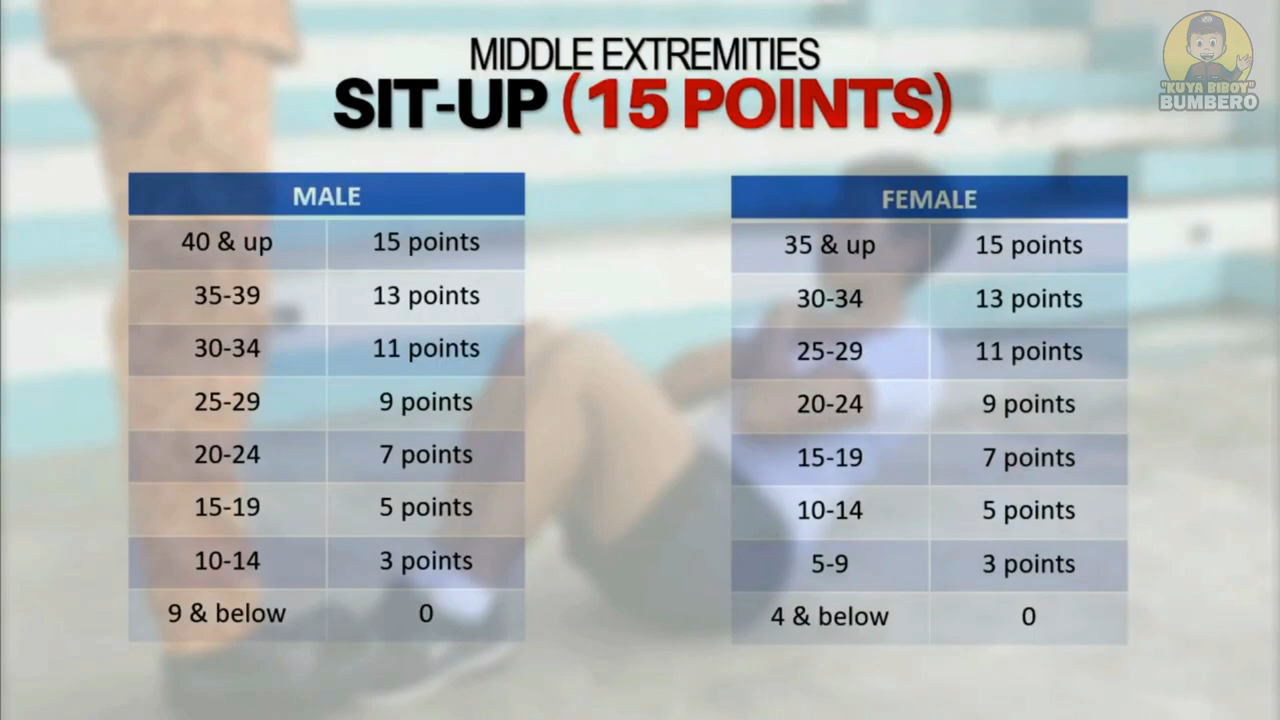 MIDDLE EXTREMITIES
SIT-UP (15 POINTS)
"KUYA BIBOY"
BUMBERO
MALE
40 & up 15 points
35-39 13 points
30-34 11 points
25-29 9 points
20-24 7 points
15-19 5 points
10-14 3 points
9 & below 0
FEMALE
35 & up 15 points
30-34 13 points
25-29 11 points
20-24 9 points
15-19 7 points
10-14 5 points
5-9 3 points
4 & below 0